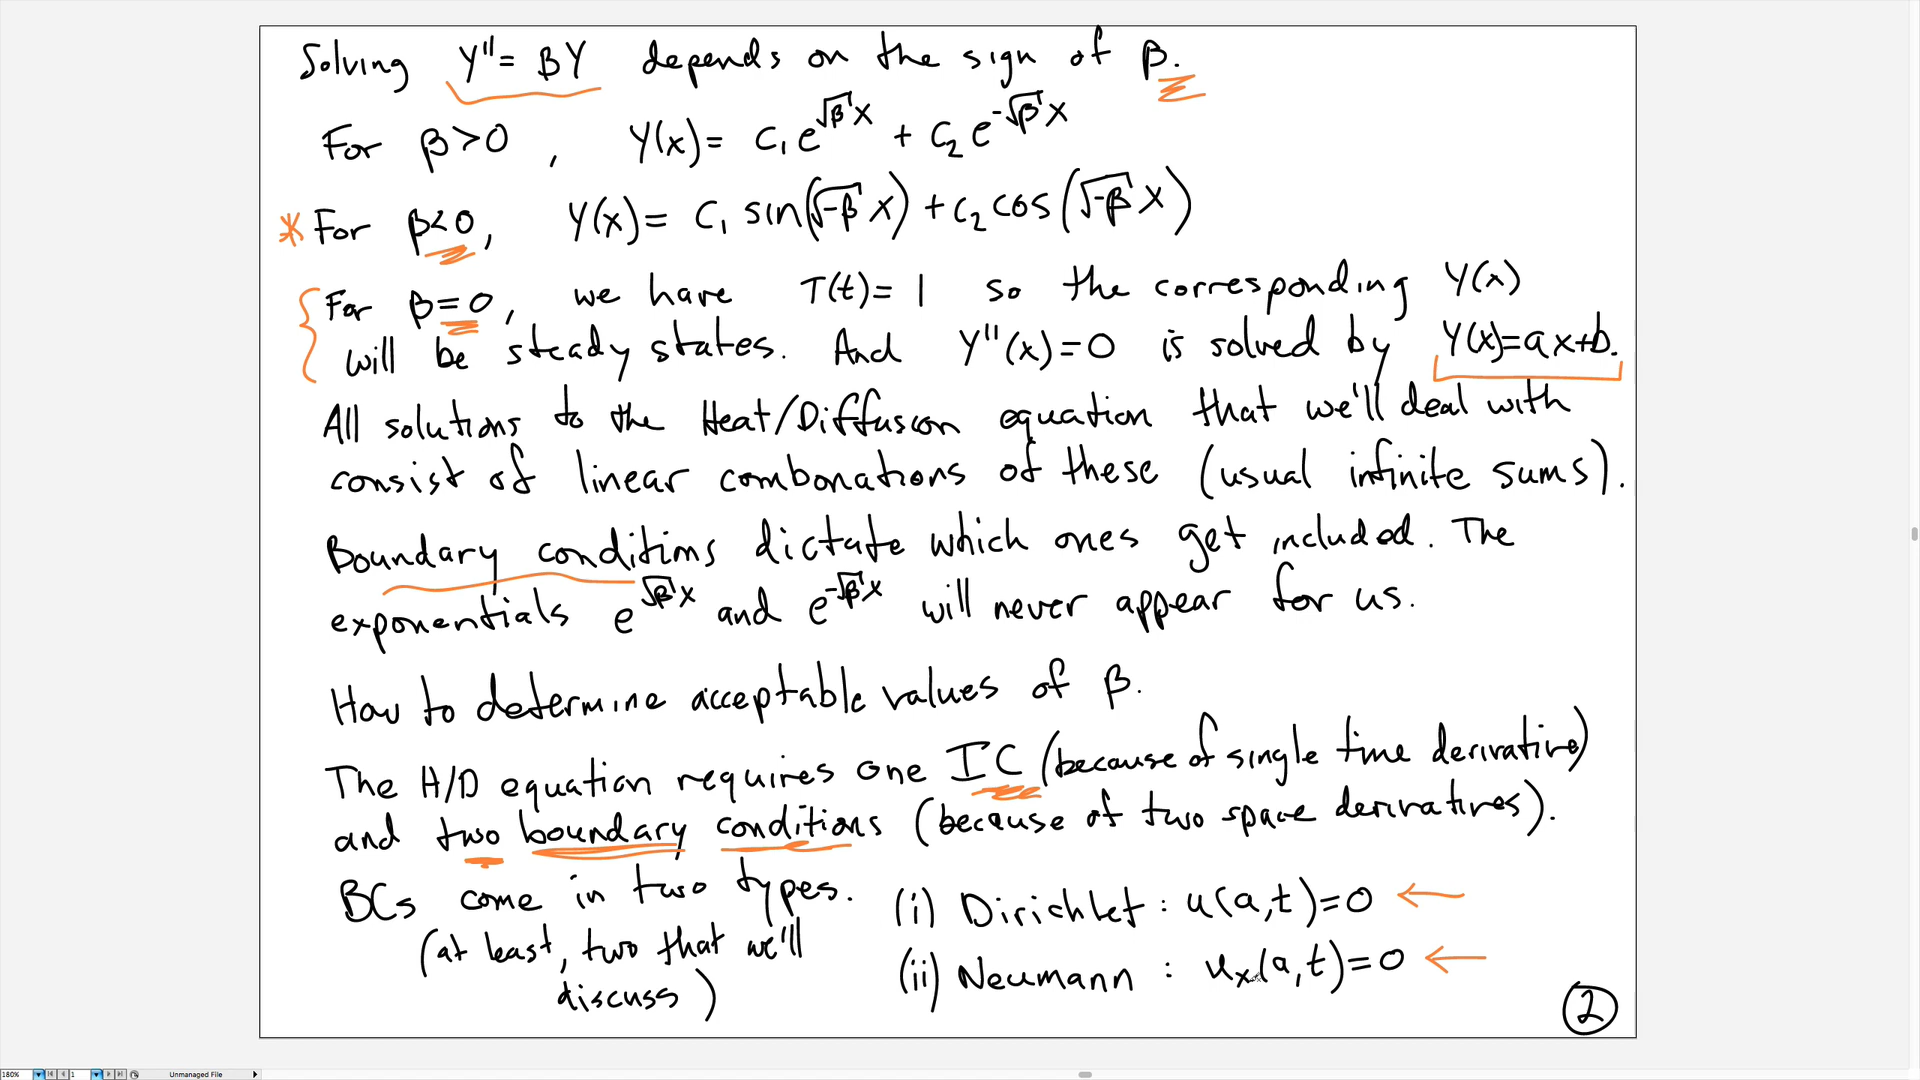 Solving Y''= βY depends on the sign of β.
For β>0, Y(x)= C₁e^{√β x} + C₂e^{-√β x}
* For β<0, Y(x)= C₁ sin(√-β x) + C₂ cos(√-β x)
For β=0, we have T(t)=1 so the corresponding Y(x)
will be steady states. And Y''(x)=0 is solved by Y(x)=ax+b.
All solutions to the Heat/Diffusion equation that we'll deal with
consist of linear combonations of these (usual infinite sums).
Boundary conditions dictate which ones get included. The
exponentials e^{√β x} and e^{-√β x} will never appear for us.
How to determine acceptable values of β.
The H/D equation requires one IC (because of single time derivative)
and two boundary conditions (because of two space derivatives).
BCs come in two types. (i) Dirichlet: u(a,t)=0 ←
(at least, two that we'll
discuss)
(ii) Neumann: uₓ(a,t)=0 ←
2
180% 1 Unmanaged File